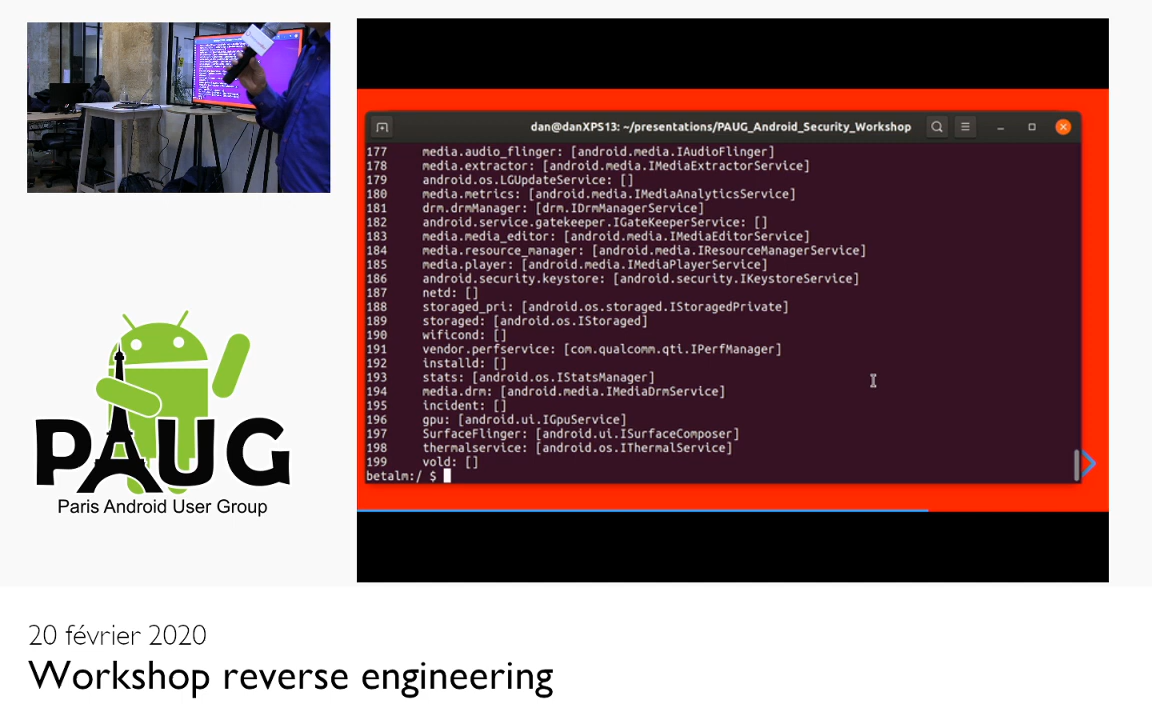 dan@danXPS13: ~/presentations/PAUG_Android_Security_Workshop
177 media.audio_flinger: [android.media.IAudioFlinger]
178 media.extractor: [android.media.IMediaExtractorService]
179 android.os.LGUpdateService: []
180 media.metrics: [android.media.IMediaAnalyticsService]
181 drm.drmManager: [drm.IDrmManagerService]
182 android.service.gatekeeper.IGateKeeperService: []
183 media.media_editor: [android.media.IMediaEditorService]
184 media.resource_manager: [android.media.IResourceManagerService]
185 media.player: [android.media.IMediaPlayerService]
186 android.security.keystore: [android.security.IKeystoreService]
187 netd: []
188 storaged_pri: [android.os.storaged.IStoragedPrivate]
189 storaged: [android.os.IStoraged]
190 wificond: []
191 vendor.perfservice: [com.qualcomm.qti.IPerfManager]
192 installd: []
193 stats: [android.os.IStatsManager]
194 media.drm: [android.media.IMediaDrmService]
195 incident: []
196 gpu: [android.ui.IGpuService]
197 SurfaceFlinger: [android.ui.ISurfaceComposer]
198 thermalservice: [android.os.IThermalService]
199 vold: []
betalm:/ $
PAUG
Paris Android User Group
20 février 2020
Workshop reverse engineering